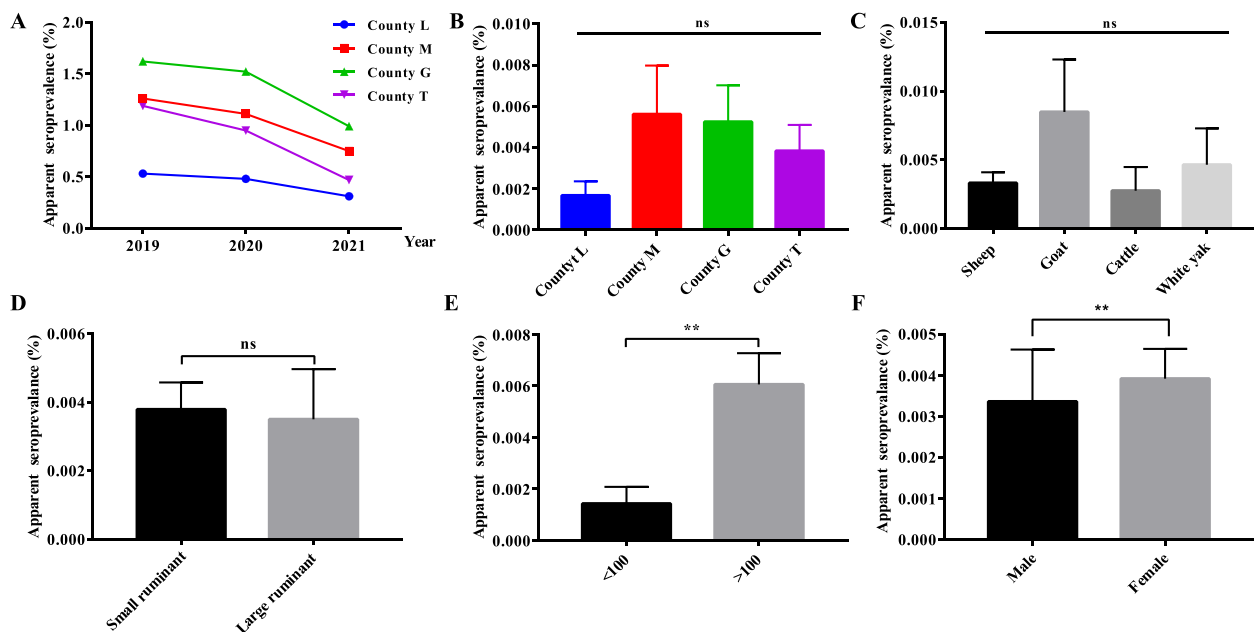 A
Apparent seroprevalence (%)
2.0
1.5
1.0
0.5
0.0
2019
2020
2021
Year
County L
County M
County G
County T
B
Apparent seroprevalance (%)
0.010
0.008
0.006
0.004
0.002
0.000
ns
Countyt L
County M
County G
County T
C
Apparent seroprevalance (%)
0.015
0.010
0.005
0.000
ns
Sheep
Goat
Cattle
White yak
D
Apparent seroprevalance (%)
0.006
0.004
0.002
0.000
ns
Small ruminant
Large ruminant
E
Apparent seroprevalance (%)
0.008
0.006
0.004
0.002
0.000
**
<100
>100
F
Apparent seroprevalance (%)
0.005
0.004
0.003
0.002
0.001
0.000
**
Male
Female